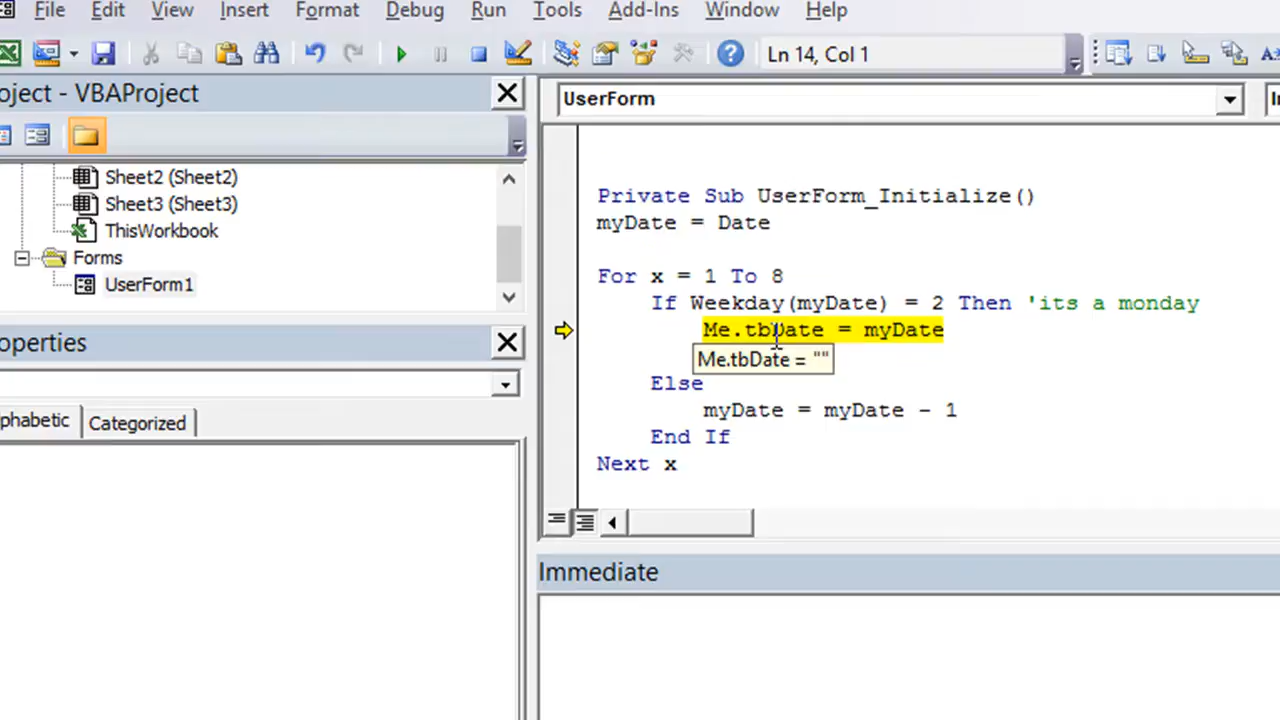 File Edit View Insert Format Debug Run Tools Add-Ins Window Help
Ln 14, Col 1
oject - VBAProject
Sheet2 (Sheet2)
Sheet3 (Sheet3)
ThisWorkbook
Forms
UserForm1
operties
phabetic Categorized
UserForm
Private Sub UserForm_Initialize()
myDate = Date
For x = 1 To 8
If Weekday(myDate) = 2 Then 'its a monday
Me.tbDate = myDate
Me.tbDate = ""
Else
myDate = myDate - 1
End If
Next x
Immediate